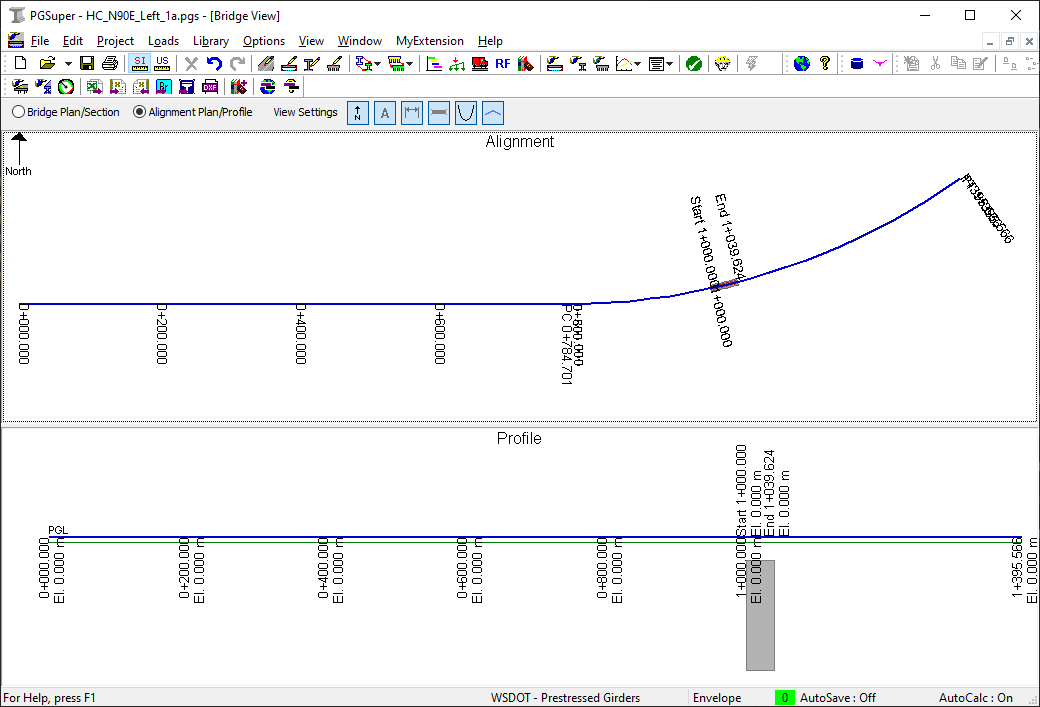 PGSuper - HC_N90E_Left_1a.pgs - [Bridge View]
File Edit Project Loads Library Options View Window MyExtension Help
SI US RF
Br DXF
Bridge Plan/Section Alignment Plan/Profile View Settings N A
Alignment
North
Start 1+000.000
End 1+039.624
0+000.000
0+200.000
0+400.000
0+600.000
PC 0+784.701
0+800.000
1+000.000
Profile
PGL
Start 1+000.000
El. 0.000 m
End 1+039.624
El. 0.000 m
0+000.000
El. 0.000 m
0+200.000
El. 0.000 m
0+400.000
El. 0.000 m
0+600.000
El. 0.000 m
0+800.000
El. 0.000 m
1+000.000
El. 0.000 m
1+395.566
El. 0.000 m
For Help, press F1 WSDOT - Prestressed Girders Envelope 0 AutoSave : Off AutoCalc : On